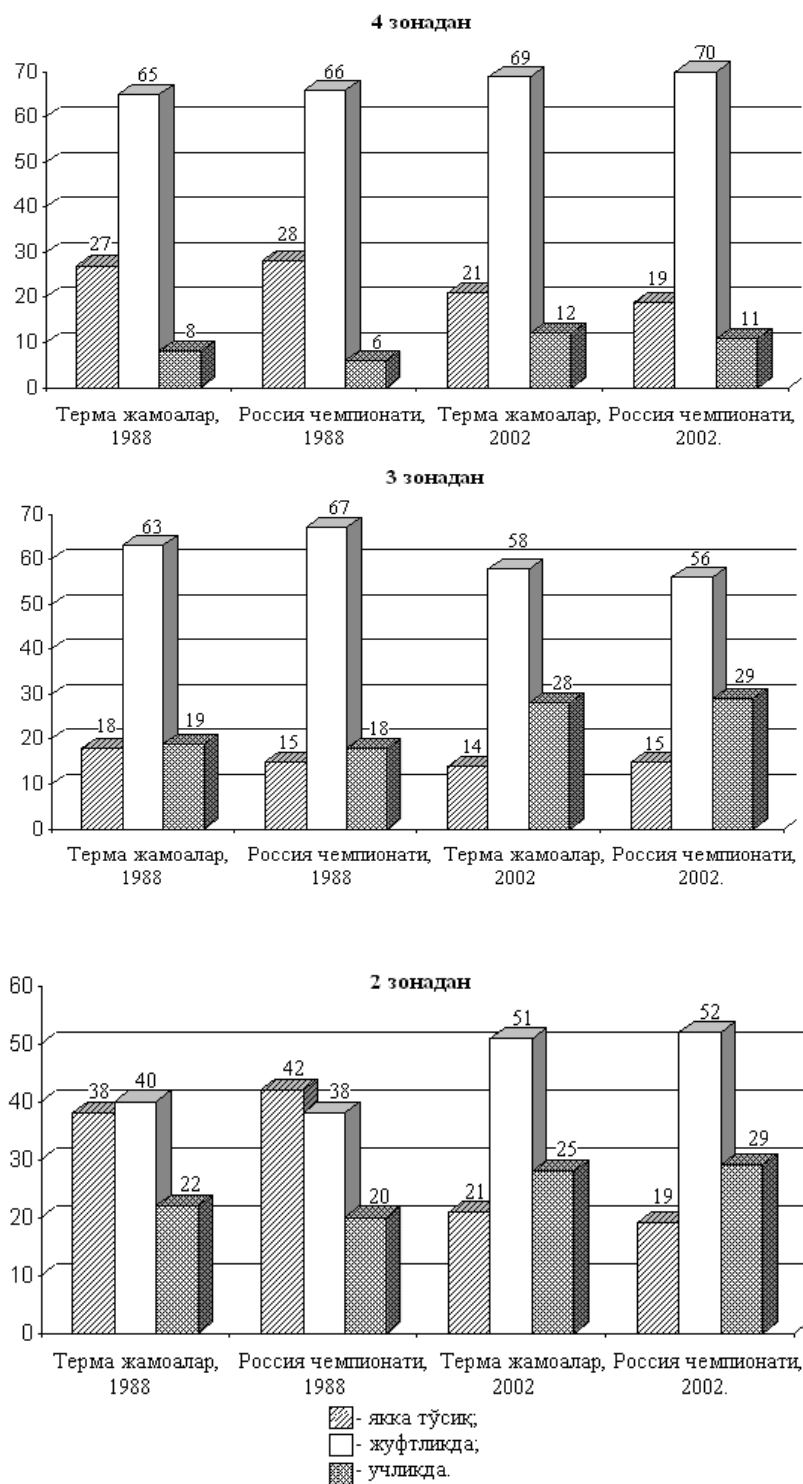 4 зонадан
70
60
50
40
30
20
10
0
27 65 8 28 66 6 21 69 12 19 70 11
Терма жамоалар, Россия чемпионати, Терма жамоалар, Россия чемпионати,
1988 1988 2002 2002.
3 зонадан
70
60
50
40
30
20
10
0
18 63 19 15 67 18 14 58 28 15 56 29
Терма жамоалар, Россия чемпионати, Терма жамоалар, Россия чемпионати,
1988 1988 2002 2002.
2 зонадан
60
50
40
30
20
10
0
38 40 22 42 38 20 21 51 25 19 52 29
Терма жамоалар, Россия чемпионати, Терма жамоалар, Россия чемпионати,
1988 1988 2002 2002.
- якка тўсиқ;
- жуфтликда;
- учликда.